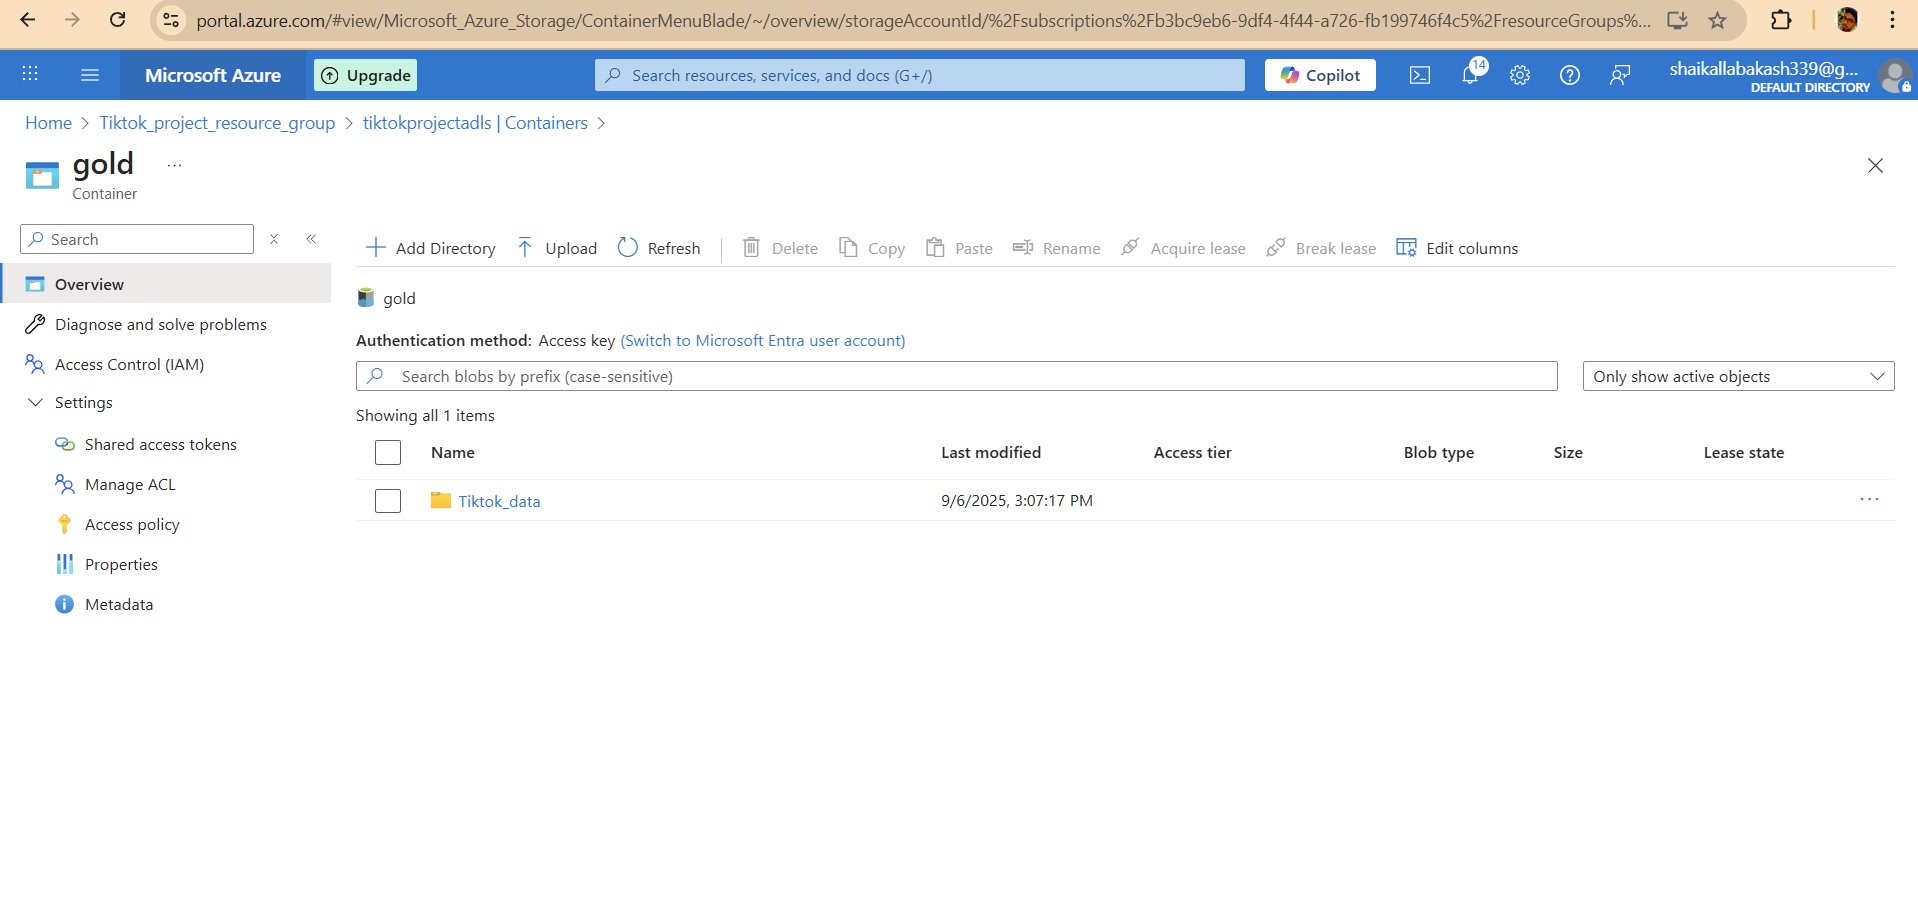 portal.azure.com/#view/Microsoft_Azure_Storage/ContainerMenuBlade/~/overview/storageAccountId/%2Fsubscriptions%2Fb3bc9eb6-9df4-4f44-a726-fb199746f4c5%2FresourceGroups%...
Microsoft Azure
Upgrade
Search resources, services, and docs (G+/)
Copilot
14
shaikallabakash339@g...
DEFAULT DIRECTORY
Home > Tiktok_project_resource_group > tiktokprojectadls | Containers >
gold ...
Container
Search
Add Directory Upload Refresh Delete Copy Paste Rename Acquire lease Break lease Edit columns
Overview
Diagnose and solve problems
Access Control (IAM)
Settings
Shared access tokens
Manage ACL
Access policy
Properties
Metadata
gold
Authentication method: Access key (Switch to Microsoft Entra user account)
Search blobs by prefix (case-sensitive)
Only show active objects
Showing all 1 items
Name Last modified Access tier Blob type Size Lease state
Tiktok_data 9/6/2025, 3:07:17 PM ...